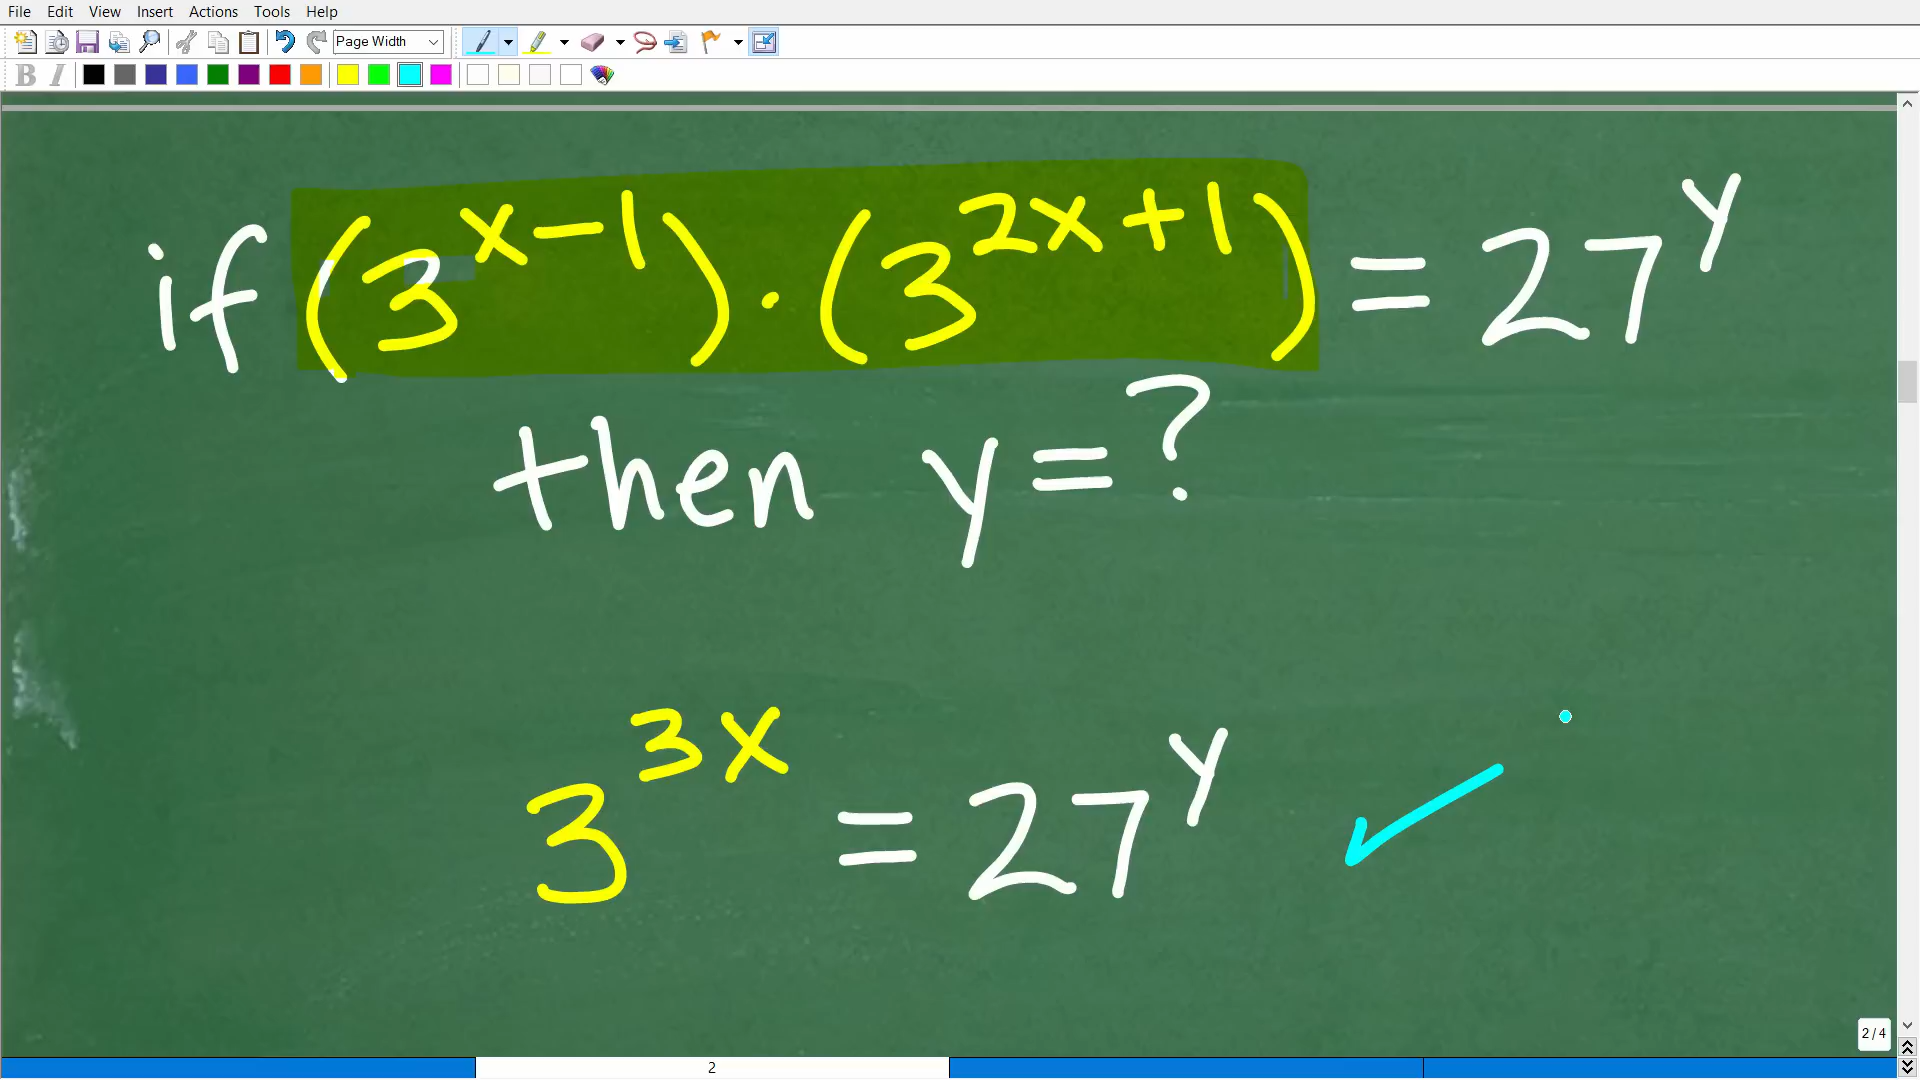 File Edit View Insert Actions Tools Help
Page Width
B I
if (3^{x-1}) · (3^{2x+1}) = 27^y
then y = ?
3^{3x} = 27^y
2 / 4
2